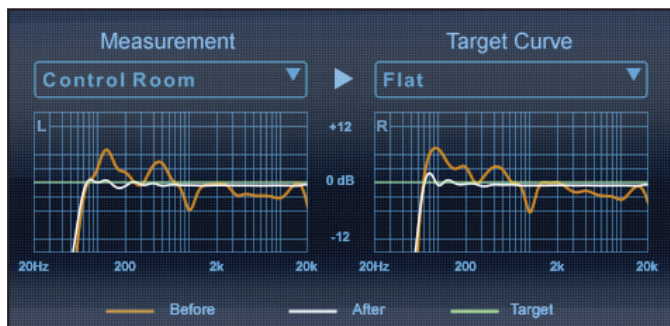 Measurement Target Curve
Control Room Flat
L +12 R
0 dB
-12
20Hz 200 2k 20k 20Hz 200 2k 20k
Before After Target